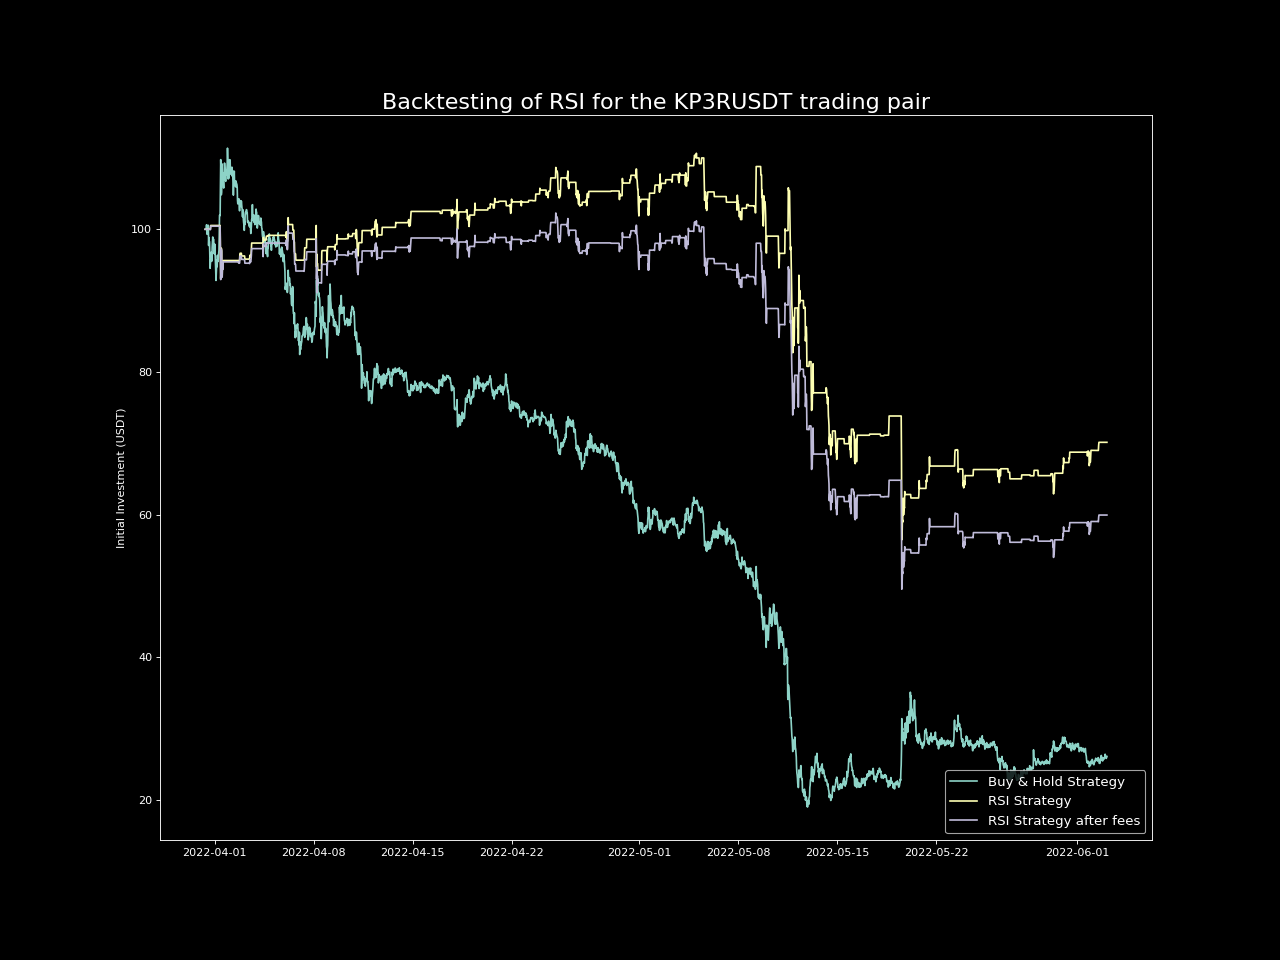 Backtesting of RSI for the KP3RUSDT trading pair
Initial Investment (USDT)
100
80
60
40
20
2022-04-01
2022-04-08
2022-04-15
2022-04-22
2022-05-01
2022-05-08
2022-05-15
2022-05-22
2022-06-01
Buy & Hold Strategy
RSI Strategy
RSI Strategy after fees